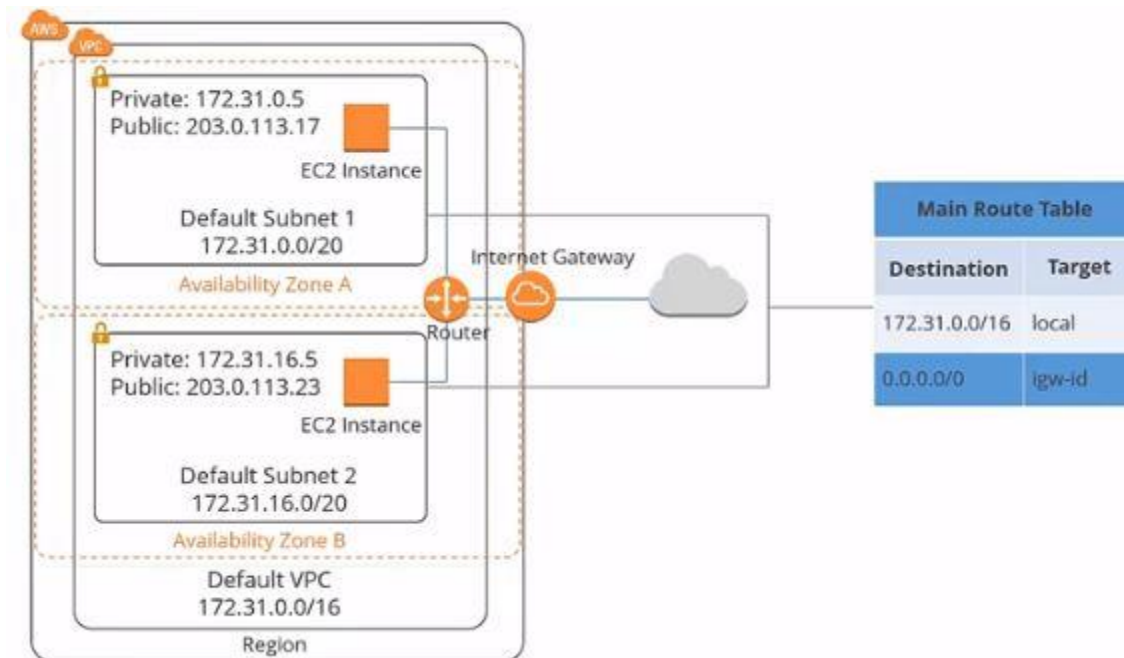 AWS
VPC
Private: 172.31.0.5
Public: 203.0.113.17
EC2 Instance
Default Subnet 1
172.31.0.0/20
Availability Zone A
Internet Gateway
Router
Private: 172.31.16.5
Public: 203.0.113.23
EC2 Instance
Default Subnet 2
172.31.16.0/20
Availability Zone B
Default VPC
172.31.0.0/16
Region
Main Route Table
Destination Target
172.31.0.0/16 local
0.0.0.0/0 igw-id